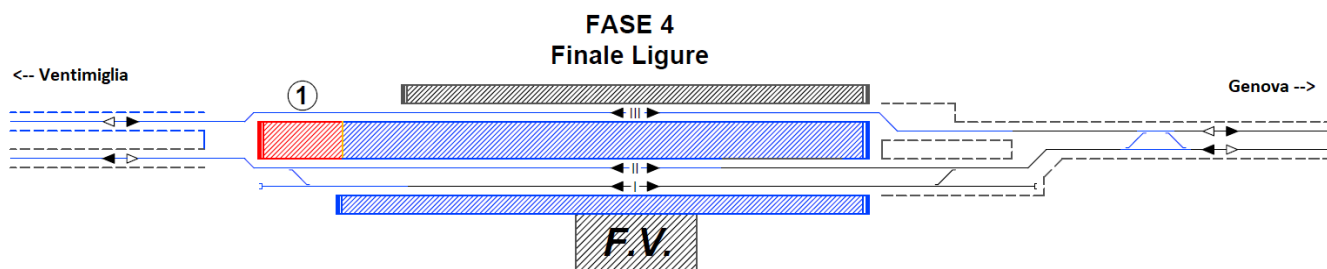 FASE 4
Finale Ligure
<-- Ventimiglia
Genova -->
1
III
II
I
F.V.